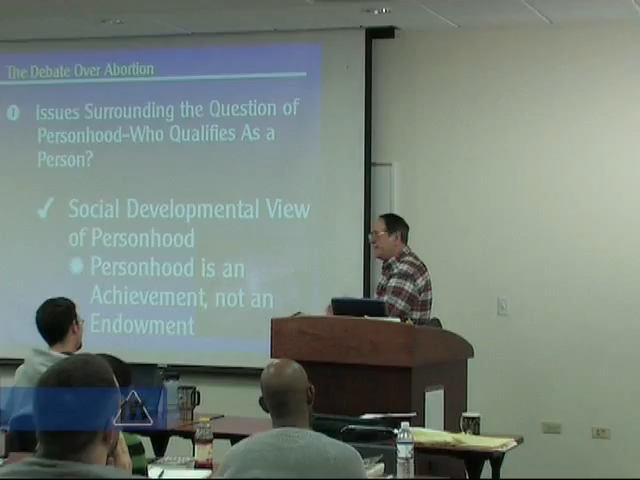 The Debate Over Abortion
Issues Surrounding the Question of
Personhood–Who Qualifies As a
Person?
Social Developmental View
of Personhood
Personhood is an
Achievement, not an
Endowment